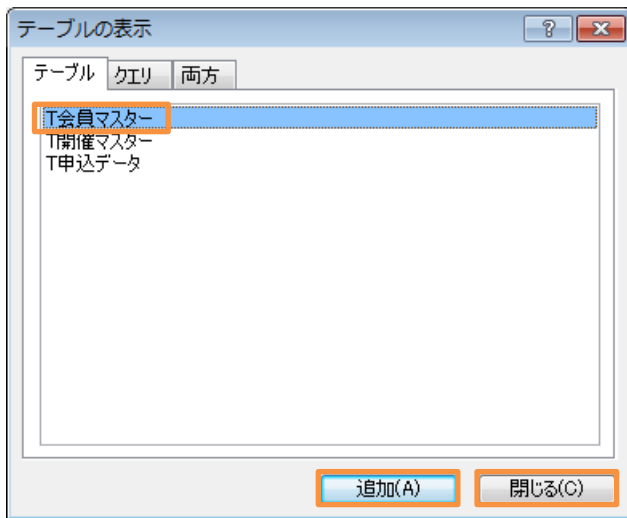 テーブルの表示
テーブル クエリ 両方
T会員マスター
T開催マスター
T申込データ
追加(A) 閉じる(C)